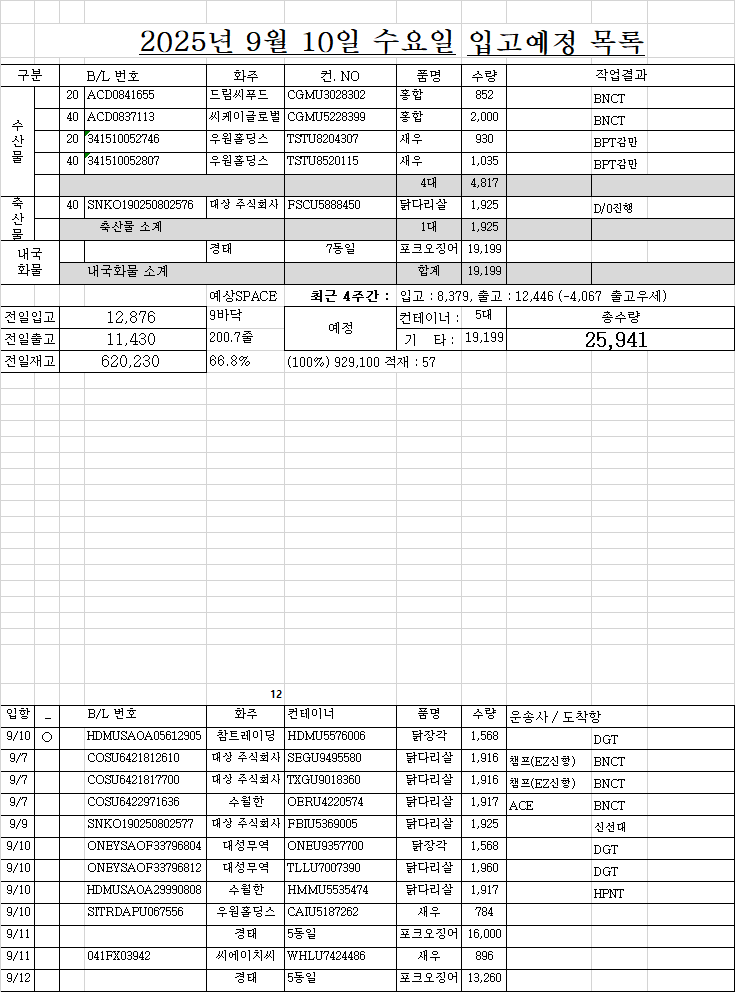 2025년 9월 10일 수요일 입고예정 목록
구분 B/L 번호 화주 컨. NO 품명 수량 작업결과
수산물
20 ACD0841655 드림씨푸드 CGMU3028302 홍합 852 BNCT
40 ACD0837113 씨케이글로벌 CGMU5228399 홍합 2,000 BNCT
20 341510052746 우원홀딩스 TSTU8204307 새우 930 BPT감만
40 341510052807 우원홀딩스 TSTU8520115 새우 1,035 BPT감만
4대 4,817
축산물
40 SNKO190250802576 대상 주식회사 FSCU5888450 닭다리살 1,925 D/O진행
축산물 소계 1대 1,925
내국화물
경태 7동일 포크오징어 19,199
내국화물 소계 합계 19,199
예상SPACE 최근 4주간 : 입고 : 8,379, 출고 : 12,446 (-4,067 출고우세)
전일입고 12,876 9바닥 예정 컨테이너 : 5대 총수량
전일출고 11,430 200.7줄 기 타 : 19,199 25,941
전일재고 620,230 66.8% (100%) 929,100 적재 : 57
12
입항 _ B/L 번호 화주 컨테이너 품명 수량 운송사 / 도착항
9/10 ○ HDMUSAOA05612905 참트레이딩 HDMU5576006 닭장각 1,568 DGT
9/7 COSU6421812610 대상 주식회사 SEGU9495580 닭다리살 1,916 챔프(EZ신항) BNCT
9/7 COSU6421817700 대상 주식회사 TXGU9018360 닭다리살 1,916 챔프(EZ신항) BNCT
9/7 COSU6422971636 수월한 OERU4220574 닭다리살 1,917 ACE BNCT
9/9 SNKO190250802577 대상 주식회사 FBIU5369005 닭다리살 1,925 신선대
9/10 ONEYSAOF33796804 대성무역 ONEU9357700 닭장각 1,568 DGT
9/10 ONEYSAOF33796812 대성무역 TLLU7007390 닭다리살 1,960 DGT
9/10 HDMUSAOA29990808 수월한 HMMU5535474 닭다리살 1,917 HPNT
9/10 SITRDAPU067556 우원홀딩스 CAIU5187262 새우 784
9/11 경태 5동일 포크오징어 16,000
9/11 041FX03942 씨에이치씨 WHLU7424486 새우 896
9/12 경태 5동일 포크오징어 13,260